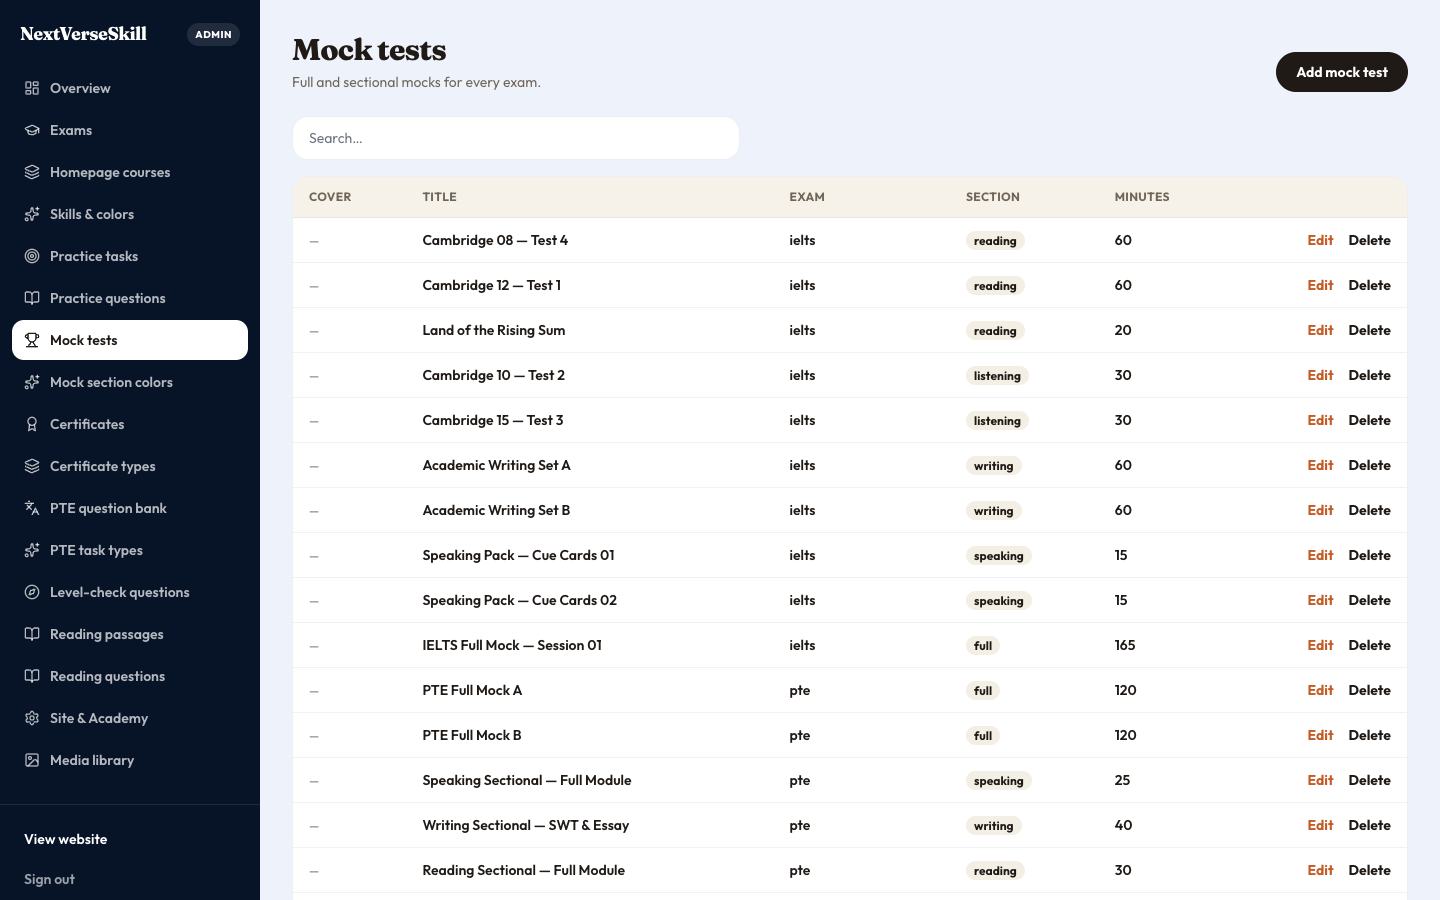 NextVerseSkill ADMIN
Overview
Exams
Homepage courses
Skills & colors
Practice tasks
Practice questions
Mock tests
Mock section colors
Certificates
Certificate types
PTE question bank
PTE task types
Level-check questions
Reading passages
Reading questions
Site & Academy
Media library
View website
Sign out
Mock tests
Full and sectional mocks for every exam.
Add mock test
Search...
COVER TITLE EXAM SECTION MINUTES
— Cambridge 08 — Test 4 ielts reading 60 Edit Delete
— Cambridge 12 — Test 1 ielts reading 60 Edit Delete
— Land of the Rising Sum ielts reading 20 Edit Delete
— Cambridge 10 — Test 2 ielts listening 30 Edit Delete
— Cambridge 15 — Test 3 ielts listening 30 Edit Delete
— Academic Writing Set A ielts writing 60 Edit Delete
— Academic Writing Set B ielts writing 60 Edit Delete
— Speaking Pack — Cue Cards 01 ielts speaking 15 Edit Delete
— Speaking Pack — Cue Cards 02 ielts speaking 15 Edit Delete
— IELTS Full Mock — Session 01 ielts full 165 Edit Delete
— PTE Full Mock A pte full 120 Edit Delete
— PTE Full Mock B pte full 120 Edit Delete
— Speaking Sectional — Full Module pte speaking 25 Edit Delete
— Writing Sectional — SWT & Essay pte writing 40 Edit Delete
— Reading Sectional — Full Module pte reading 30 Edit Delete